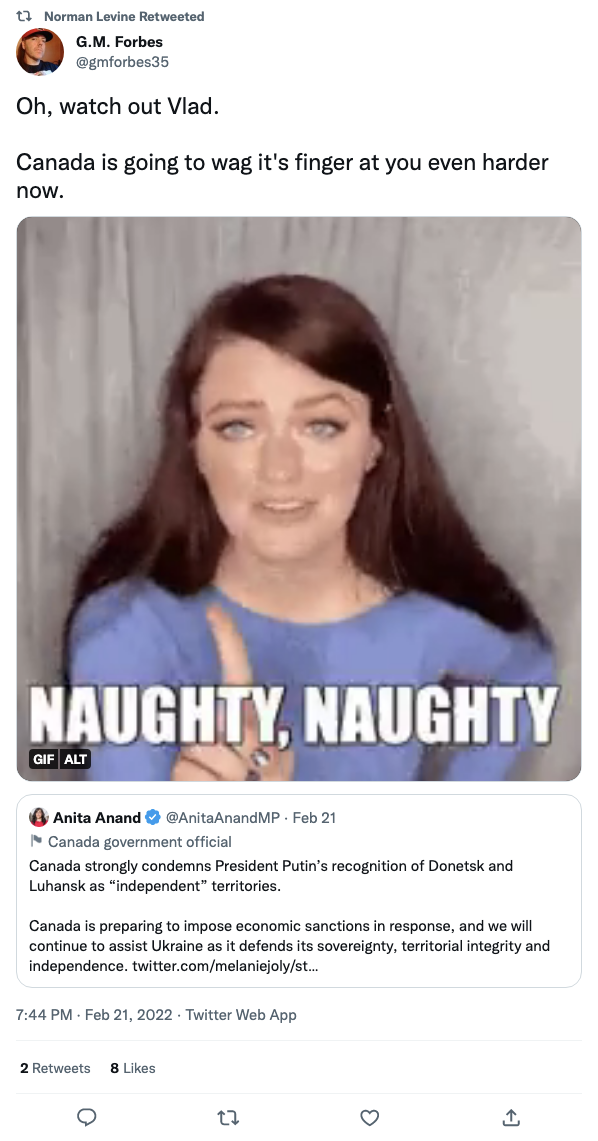 Norman Levine Retweeted
G.M. Forbes
@gmforbes35
Oh, watch out Vlad.
Canada is going to wag it's finger at you even harder
now.
NAUGHTY, NAUGHTY
GIF ALT
Anita Anand @AnitaAnandMP · Feb 21
Canada government official
Canada strongly condemns President Putin’s recognition of Donetsk and
Luhansk as “independent” territories.
Canada is preparing to impose economic sanctions in response, and we will
continue to assist Ukraine as it defends its sovereignty, territorial integrity and
independence. twitter.com/melaniejoly/st…
7:44 PM · Feb 21, 2022 · Twitter Web App
2 Retweets 8 Likes